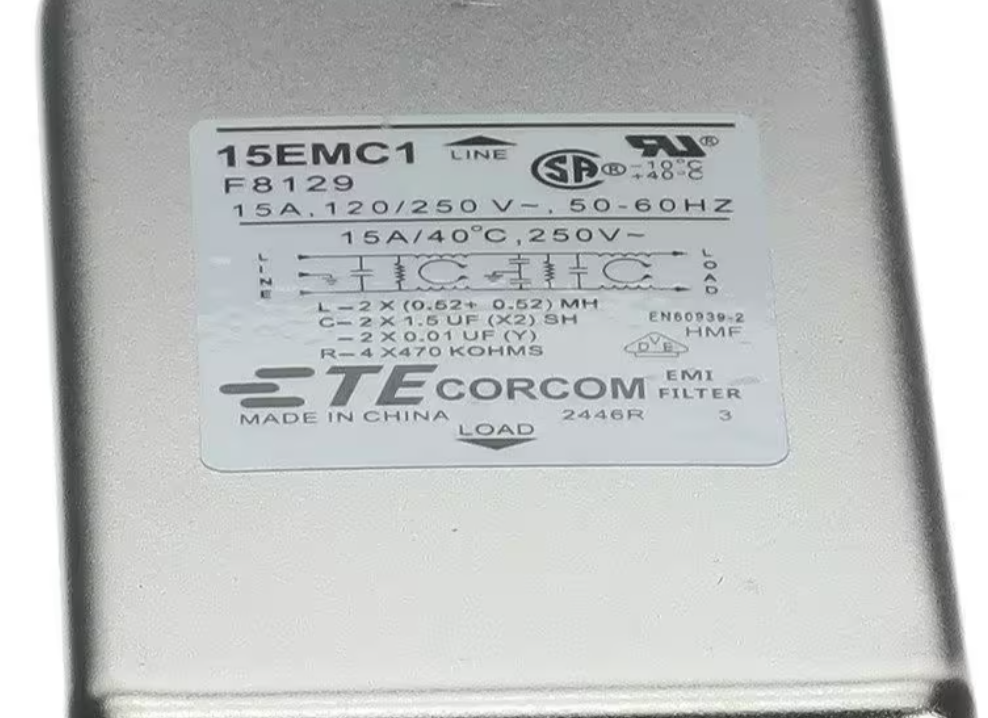 15EMC1 LINE
F8129
-10°C
+40°C
15A, 120/250 V~, 50-60HZ
15A/40°C, 250V~
LINE
LOAD
L-2 X (0.52+ 0.52) MH
C-2 X 1.5 UF (X2) SH
-2 X 0.01 UF (Y)
R-4 X470 KOHMS
EN60939-2
HMF
DVE
TE CORCOM EMI
FILTER
MADE IN CHINA 2446R 3
LOAD